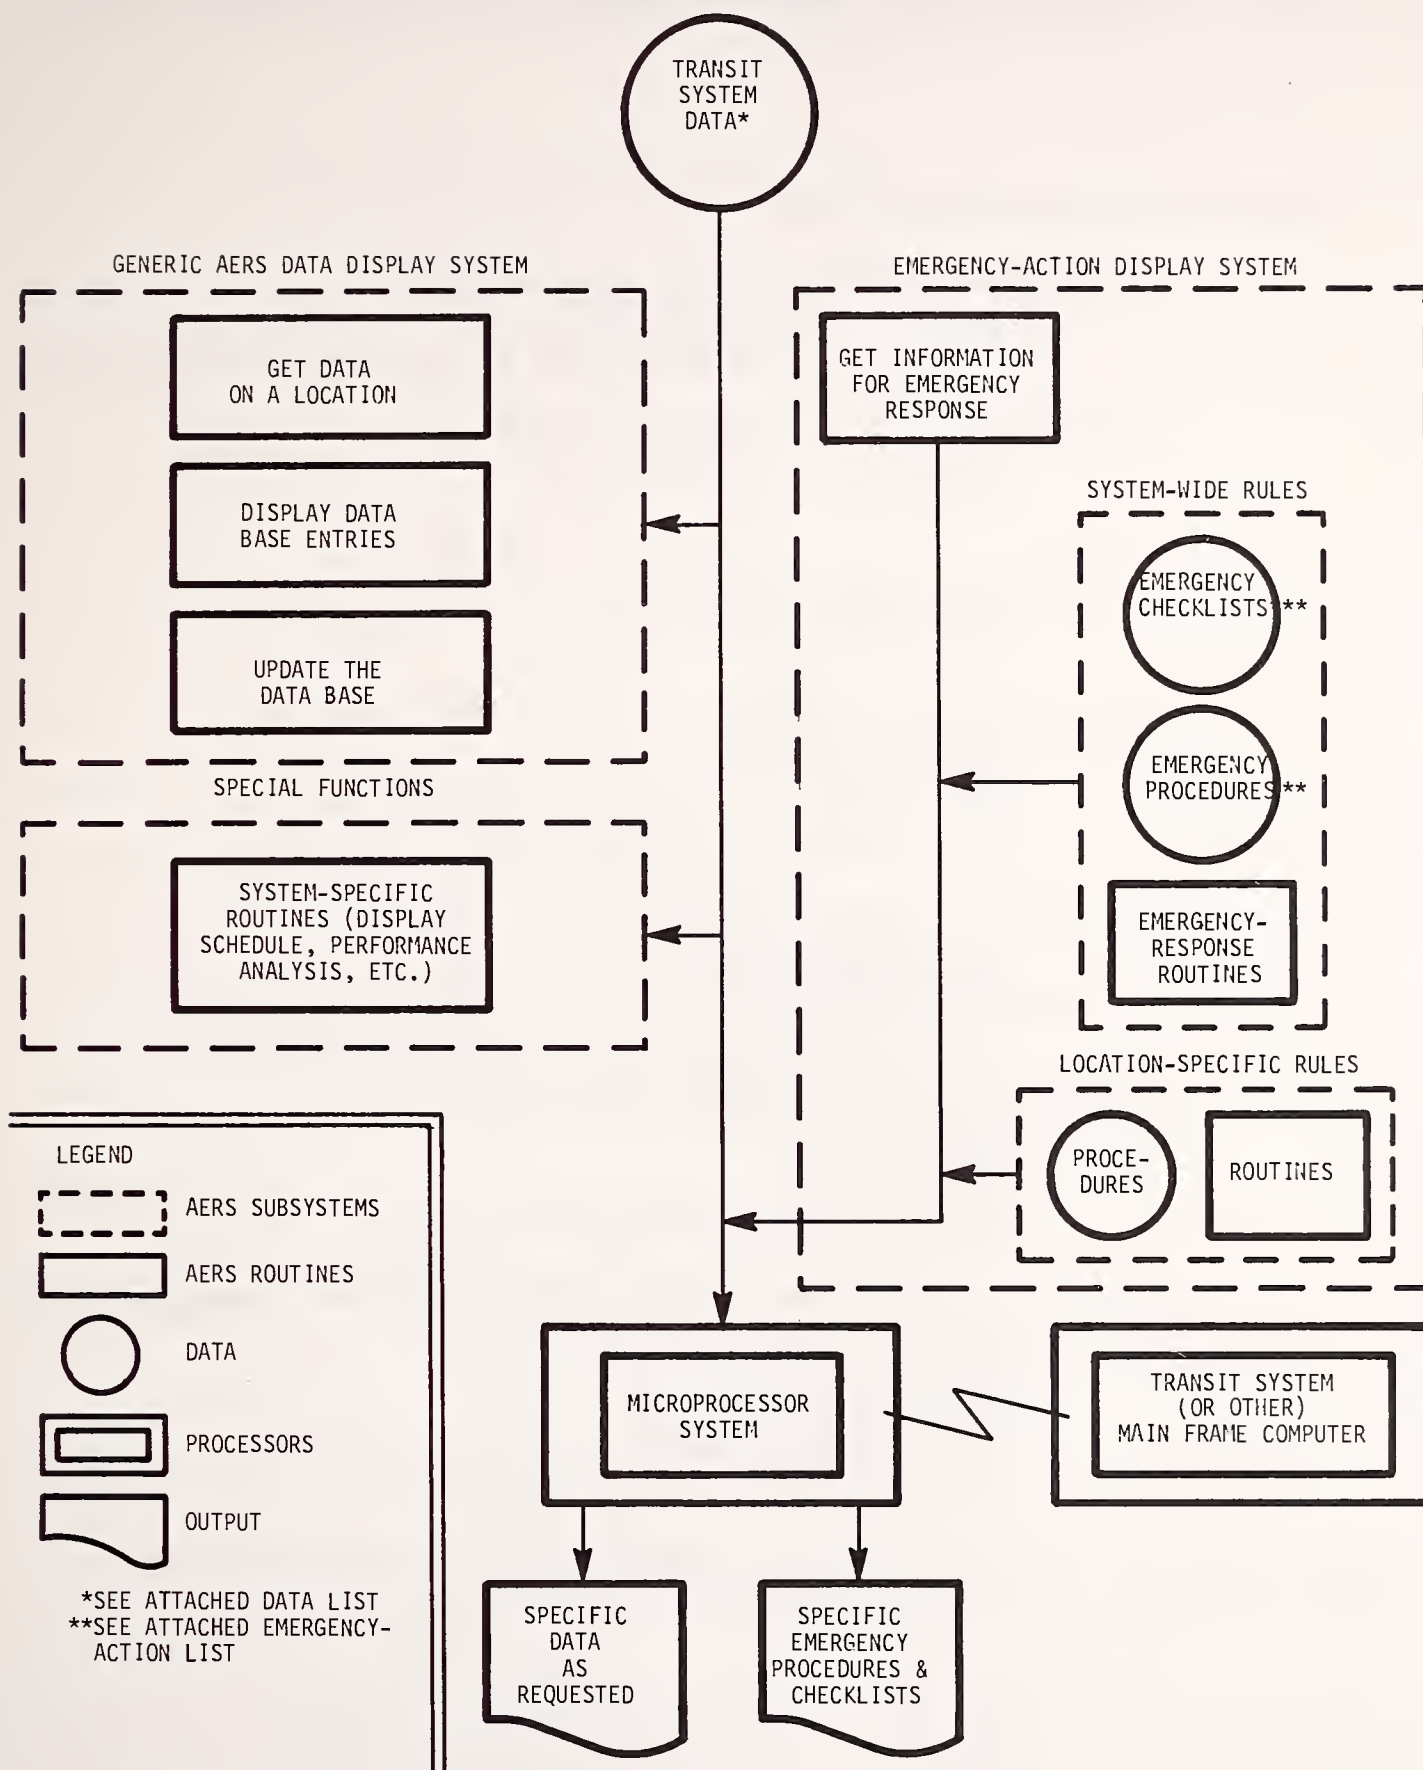 TRANSIT
SYSTEM
DATA*
GENERIC AERS DATA DISPLAY SYSTEM
GET DATA
ON A LOCATION
DISPLAY DATA
BASE ENTRIES
UPDATE THE
DATA BASE
SPECIAL FUNCTIONS
SYSTEM-SPECIFIC
ROUTINES (DISPLAY
SCHEDULE, PERFORMANCE
ANALYSIS, ETC.)
EMERGENCY-ACTION DISPLAY SYSTEM
GET INFORMATION
FOR EMERGENCY
RESPONSE
SYSTEM-WIDE RULES
EMERGENCY
CHECKLISTS**
EMERGENCY
PROCEDURES**
EMERGENCY-
RESPONSE
ROUTINES
LOCATION-SPECIFIC RULES
PROCE-
DURES
ROUTINES
LEGEND
AERS SUBSYSTEMS
AERS ROUTINES
DATA
PROCESSORS
OUTPUT
*SEE ATTACHED DATA LIST
**SEE ATTACHED EMERGENCY-
ACTION LIST
MICROPROCESSOR
SYSTEM
TRANSIT SYSTEM
(OR OTHER)
MAIN FRAME COMPUTER
SPECIFIC
DATA
AS
REQUESTED
SPECIFIC
EMERGENCY
PROCEDURES &
CHECKLISTS